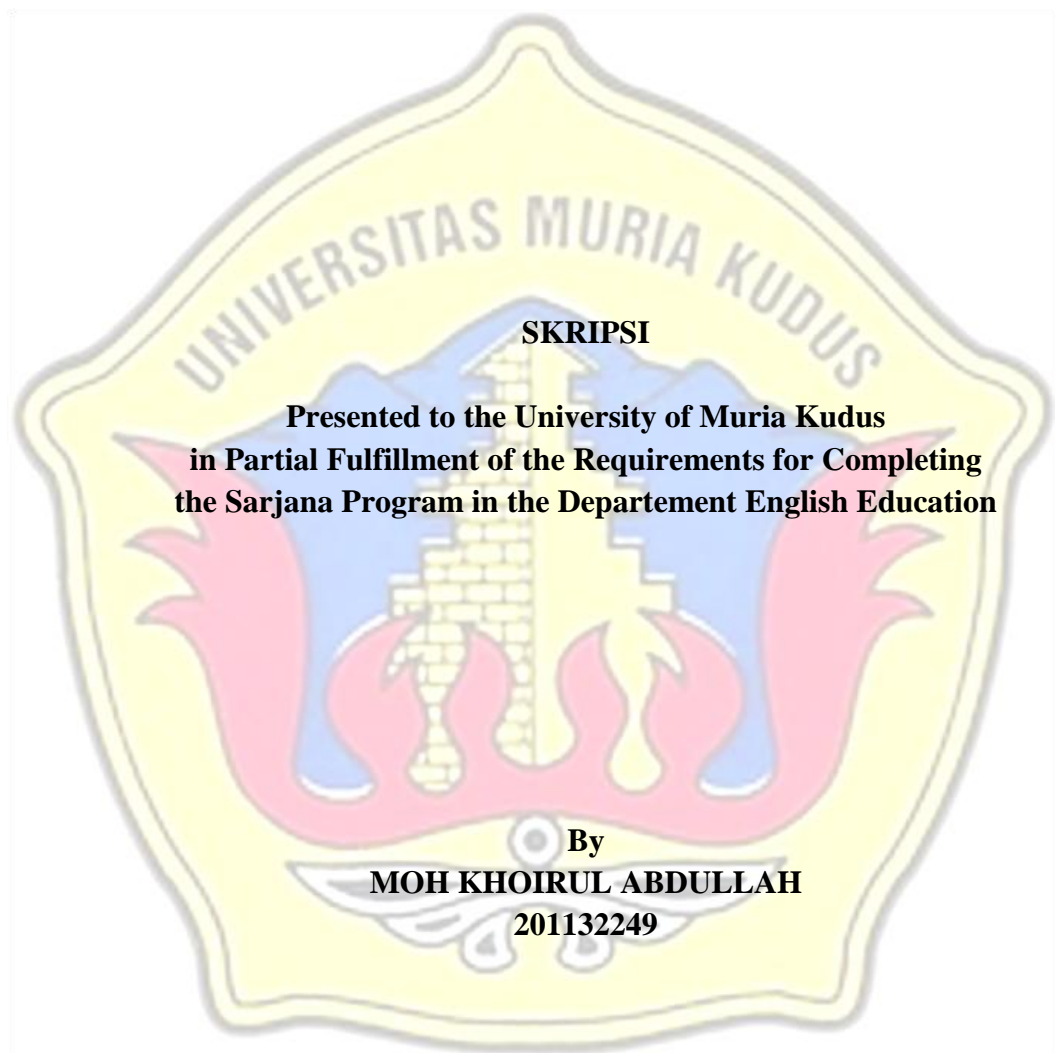 UNIVERSITAS MURIA KUDUS
SKRIPSI
Presented to the University of Muria Kudus
in Partial Fulfillment of the Requirements for Completing
the Sarjana Program in the Departement English Education
By
MOH KHOIRUL ABDULLAH
201132249